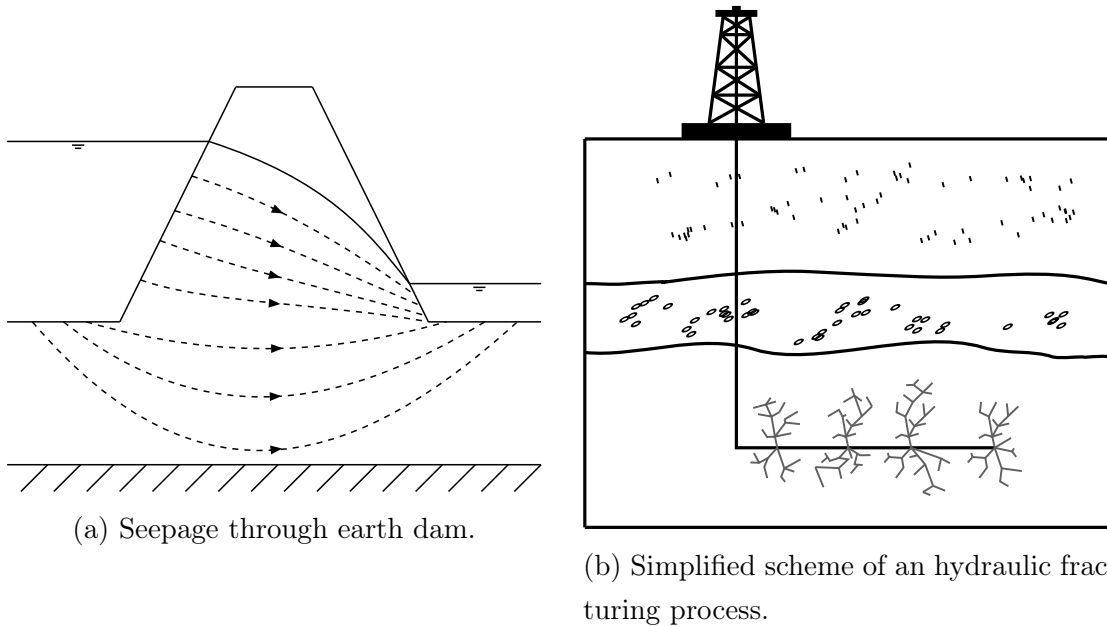 (a) Seepage through earth dam.
(b) Simplified scheme of an hydraulic frac
turing process.